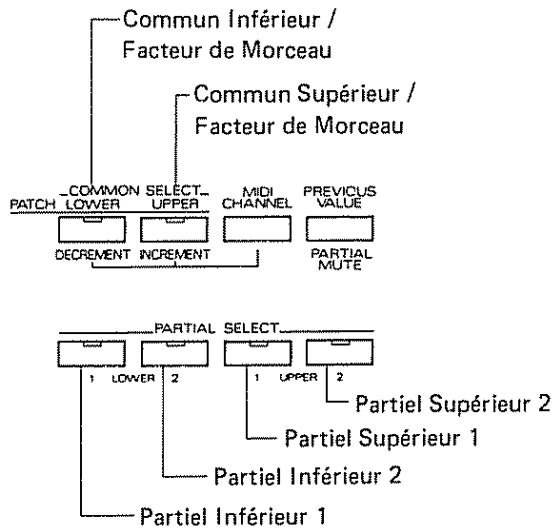 Commun Inférieur /
Facteur de Morceau
Commun Supérieur /
Facteur de Morceau
COMMON SELECT
PATCH LOWER UPPER
MIDI
CHANNEL
PREVICUS
VALUE
DECREMENT INCREMENT
PARTIAL
MUTE
PARTIAL SELECT
1 LOWER 2 1 UPPER 2
Partiel Supérieur 2
Partiel Supérieur 1
Partiel Inférieur 2
Partiel Inférieur 1